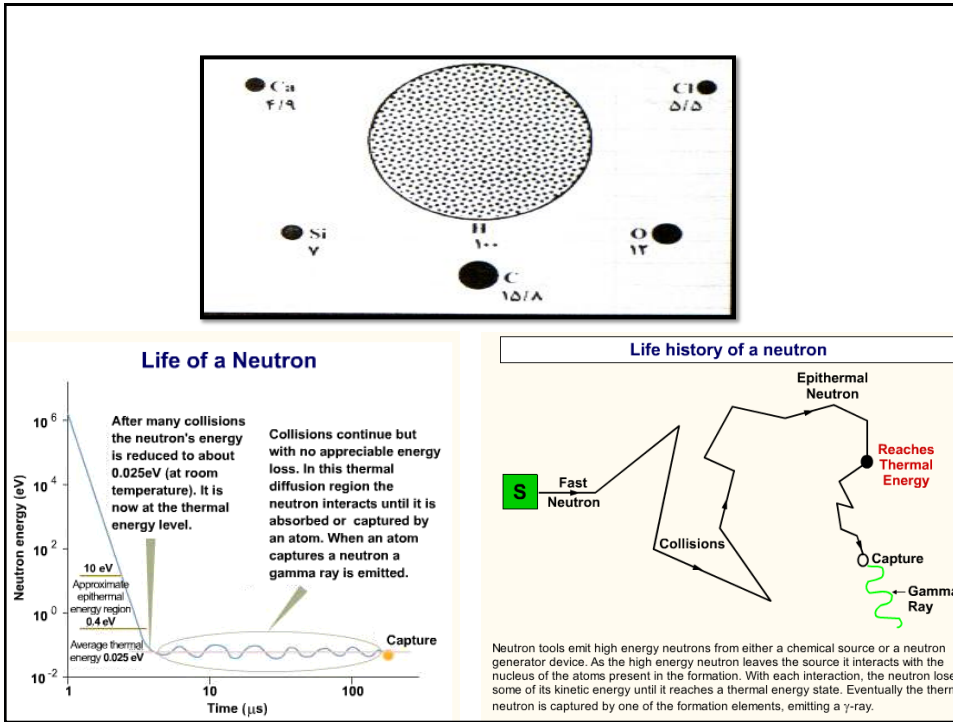 Ca
۴/۹
Cl
۵/۵
Si
۷
H
۱۰۰
O
۱۲
C
۱۵/۸
Life of a Neutron
Neutron energy (eV)
10 6
10 4
10 2
10 0
10 -2
After many collisions
the neutron's energy
is reduced to about
0.025eV (at room
temperature). It is
now at the thermal
energy level.
Collisions continue but
with no appreciable energy
loss. In this thermal
diffusion region the
neutron interacts until it is
absorbed or captured by
an atom. When an atom
captures a neutron a
gamma ray is emitted.
10 eV
Approximate
epithermal
energy region
0.4 eV
Average thermal
energy 0.025 eV
Capture
1
10
100
Time (μs)
Life history of a neutron
S
Fast
Neutron
Collisions
Epithermal
Neutron
Reaches
Thermal
Energy
Capture
Gamma
Ray
Neutron tools emit high energy neutrons from either a chemical source or a neutron
generator device. As the high energy neutron leaves the source it interacts with the
nucleus of the atoms present in the formation. With each interaction, the neutron lose
some of its kinetic energy until it reaches a thermal energy state. Eventually the therm
neutron is captured by one of the formation elements, emitting a γ-ray.